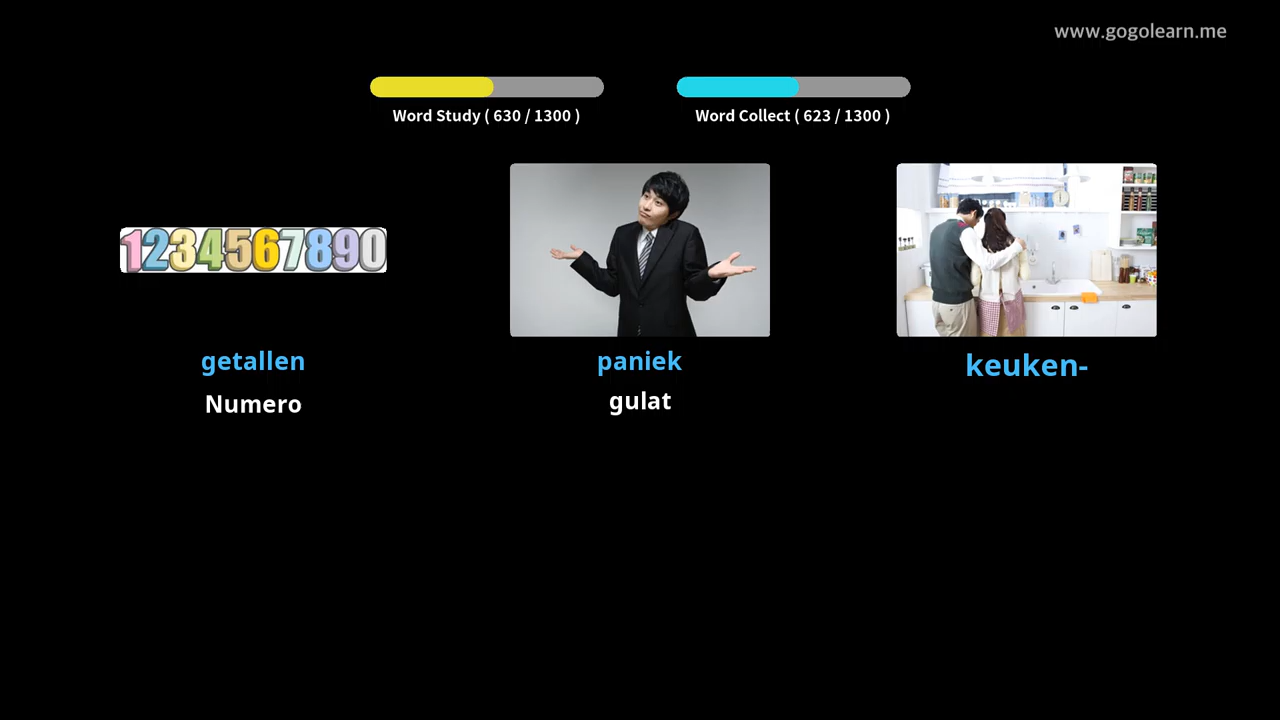 www.gogolearn.me
Word Study ( 630 / 1300 )
Word Collect ( 623 / 1300 )
1234567890
getallen
Numero
paniek
gulat
keuken-